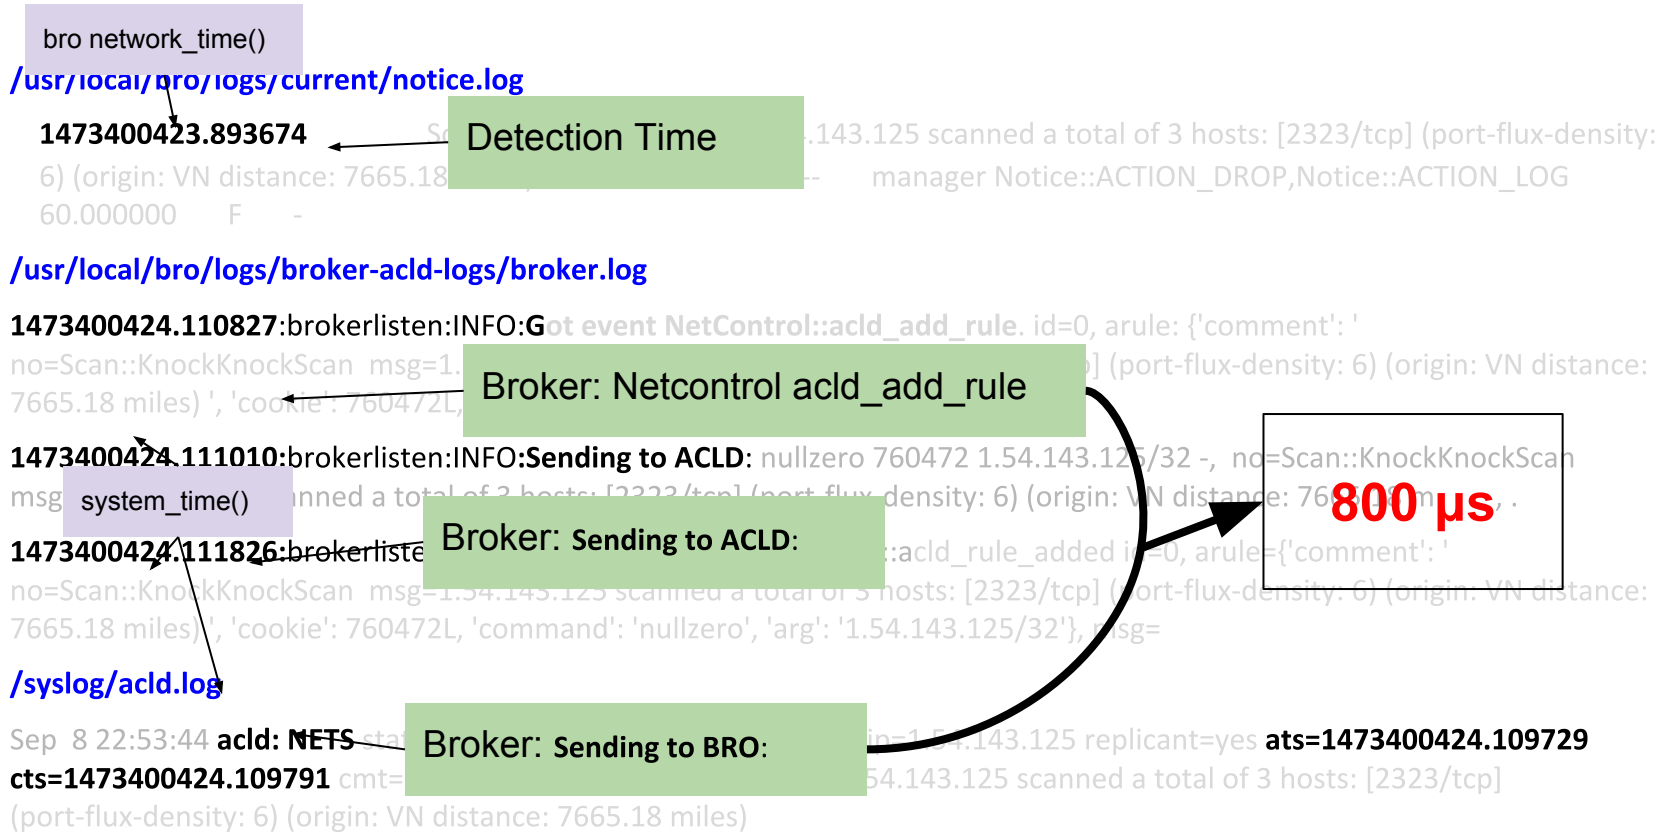 bro network_time()
/usr/local/bro/logs/current/notice.log
1473400423.893674 Detection Time .143.125 scanned a total of 3 hosts: [2323/tcp] (port-flux-density:
6) (origin: VN distance: 7665.18 -- manager Notice::ACTION_DROP,Notice::ACTION_LOG
60.000000 F -
/usr/local/bro/logs/broker-acld-logs/broker.log
1473400424.110827:brokerlisten:INFO:Got event NetControl::acld_add_rule. id=0, arule: {'comment': '
no=Scan::KnockKnockScan msg=1. ] (port-flux-density: 6) (origin: VN distance:
Broker: Netcontrol acld_add_rule
7665.18 miles) ', 'cookie': 760472L,
1473400424.111010:brokerlisten:INFO:Sending to ACLD: nullzero 760472 1.54.143.125/32 -, no=Scan::KnockKnockScan
msg system_time() nned a total of 3 hosts: [2323/tcp] (port-flux-density: 6) (origin: VN distance: 7665.18 m , .
800 µs
1473400424.111826:brokerliste Broker: Sending to ACLD: ::acld_rule_added id=0, arule={'comment': '
no=Scan::KnockKnockScan msg=1.54.143.125 scanned a total of 3 hosts: [2323/tcp] (port-flux-density: 6) (origin: VN distance:
7665.18 miles) ', 'cookie': 760472L, 'command': 'nullzero', 'arg': '1.54.143.125/32'}, msg=
/syslog/acld.log
Sep 8 22:53:44 acld: NETS stat Broker: Sending to BRO: ip=1.54.143.125 replicant=yes ats=1473400424.109729
cts=1473400424.109791 cmt= 54.143.125 scanned a total of 3 hosts: [2323/tcp]
(port-flux-density: 6) (origin: VN distance: 7665.18 miles)